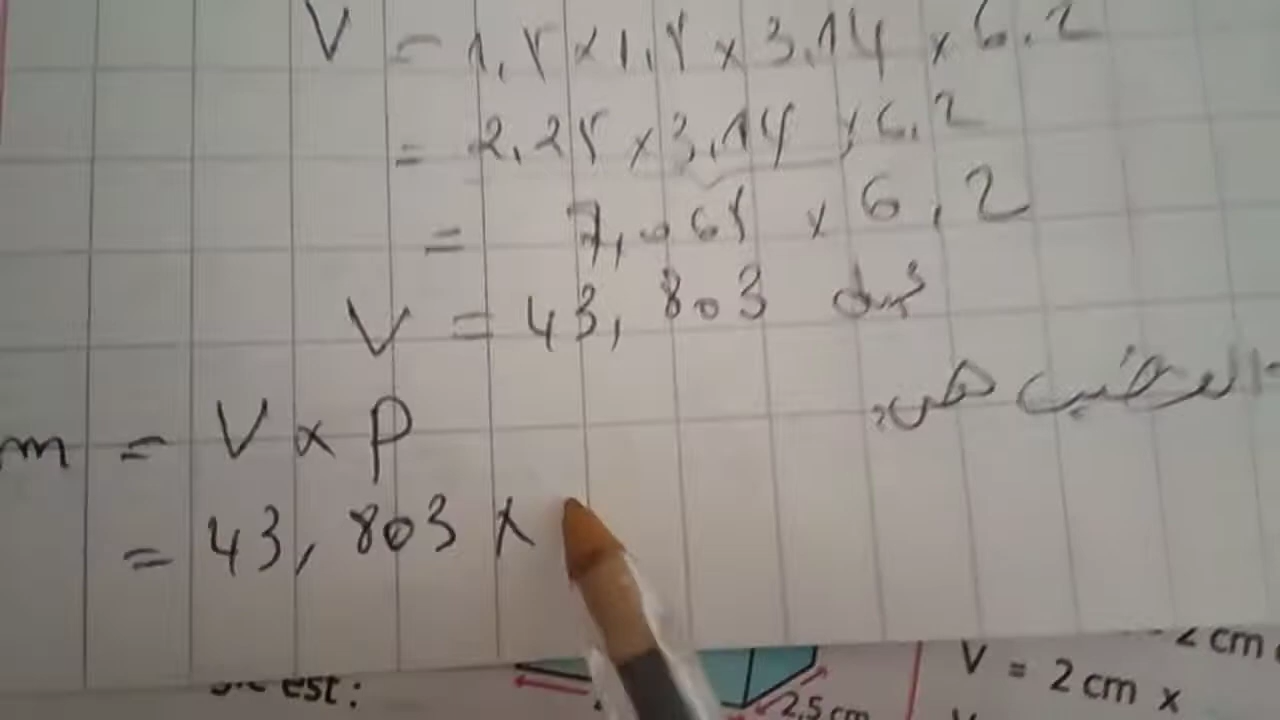 V = 1,5 × 1,5 × 3,14 × 6,2
= 2,25 × 3,14 × 6,2
= 7,065 × 6,2
V = 43,803
m = V × ρ
= 43,803 ×
est :
2,5 cm
2 cm
V = 2 cm ×